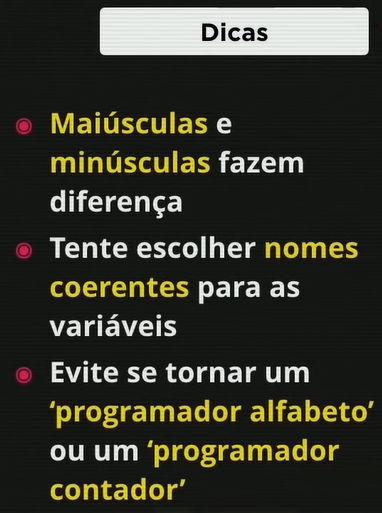 Dicas
Maiúsculas e
minúsculas fazem
diferença
Tente escolher nomes
coerentes para as
variáveis
Evite se tornar um
‘programador alfabeto’
ou um ‘programador
contador’